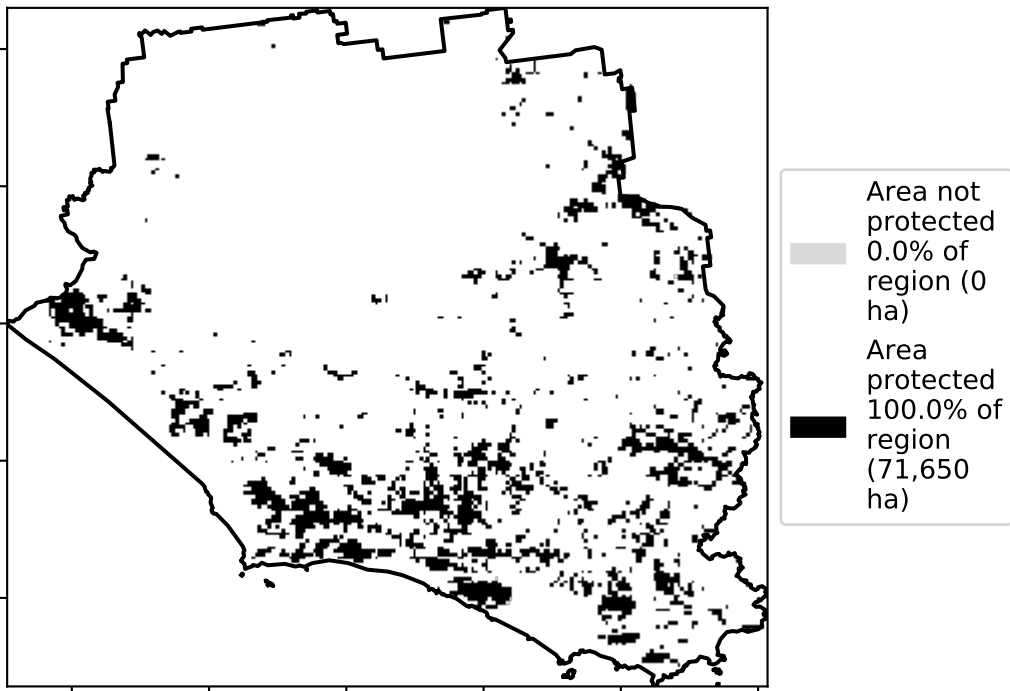 Area not
protected
0.0% of
region (0
ha)
Area
protected
100.0% of
region
(71,650
ha)